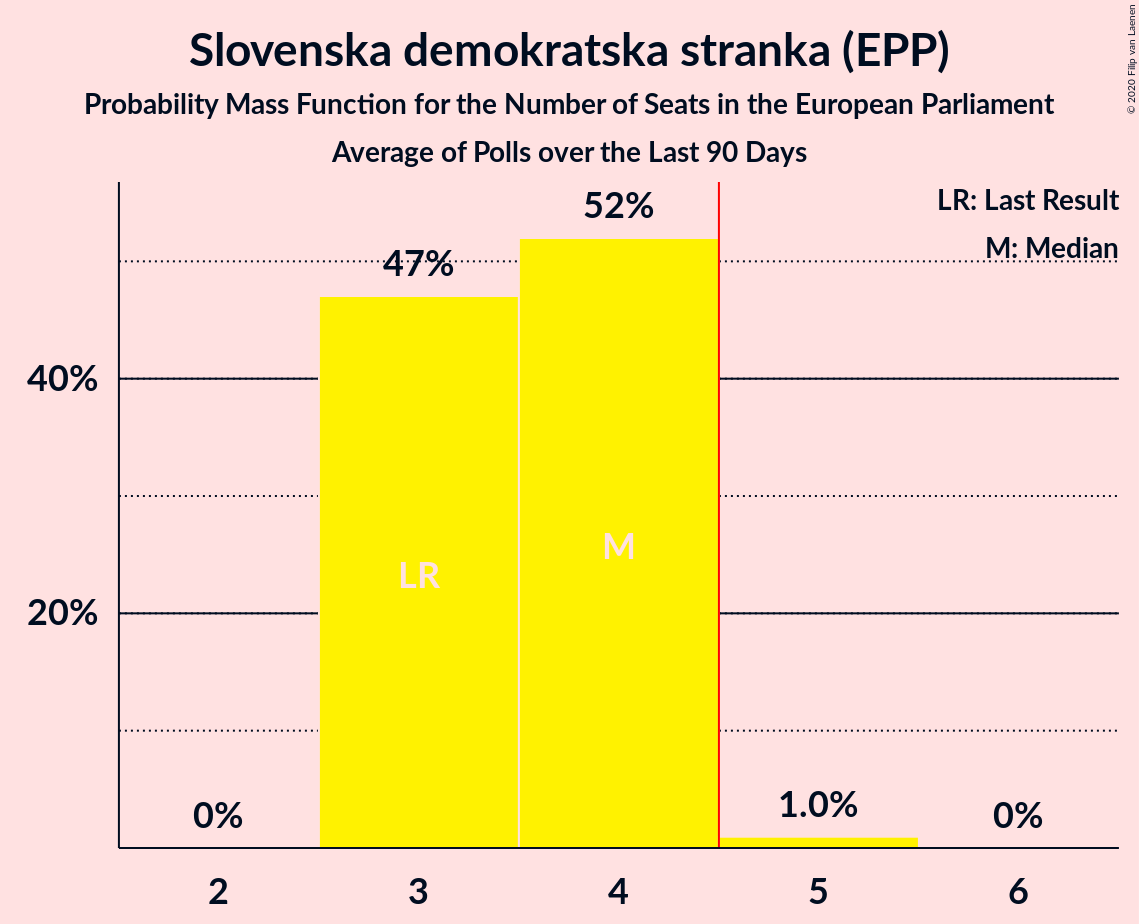 Slovenska demokratska stranka (EPP)
Probability Mass Function for the Number of Seats in the European Parliament
Average of Polls over the Last 90 Days
© 2020 Filip van Laenen
LR: Last Result
M: Median
52%
47%
40%
M
LR
20%
0%
1.0%
0%
2
3
4
5
6